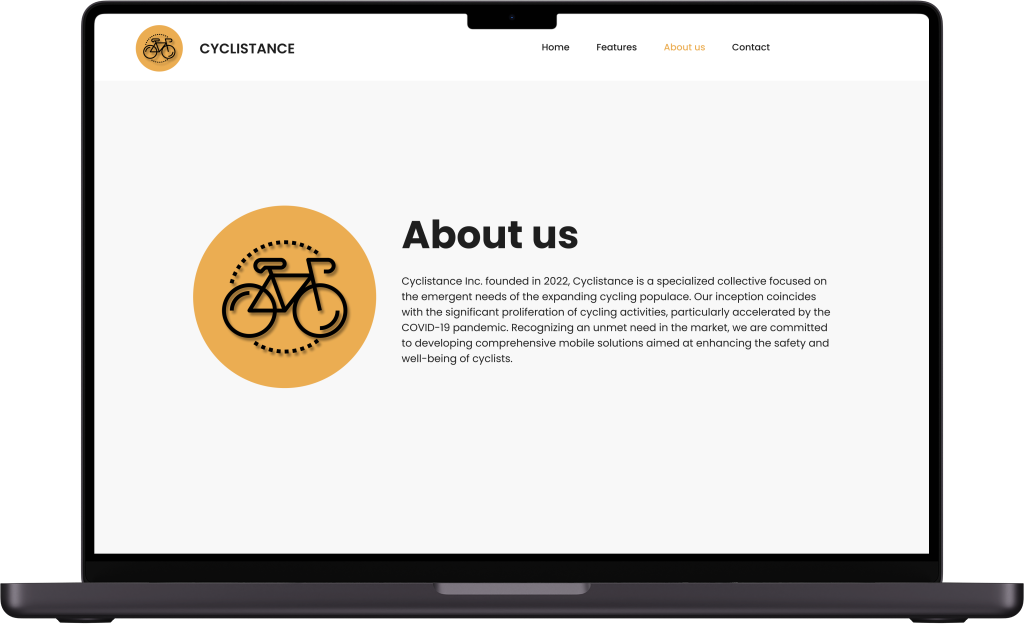 CYCLISTANCE
Home Features About us Contact
About us
Cyclistance Inc. founded in 2022, Cyclistance is a specialized collective focused on
the emergent needs of the expanding cycling populace. Our inception coincides
with the significant proliferation of cycling activities, particularly accelerated by the
COVID-19 pandemic. Recognizing an unmet need in the market, we are committed
to developing comprehensive mobile solutions aimed at enhancing the safety and
well-being of cyclists.